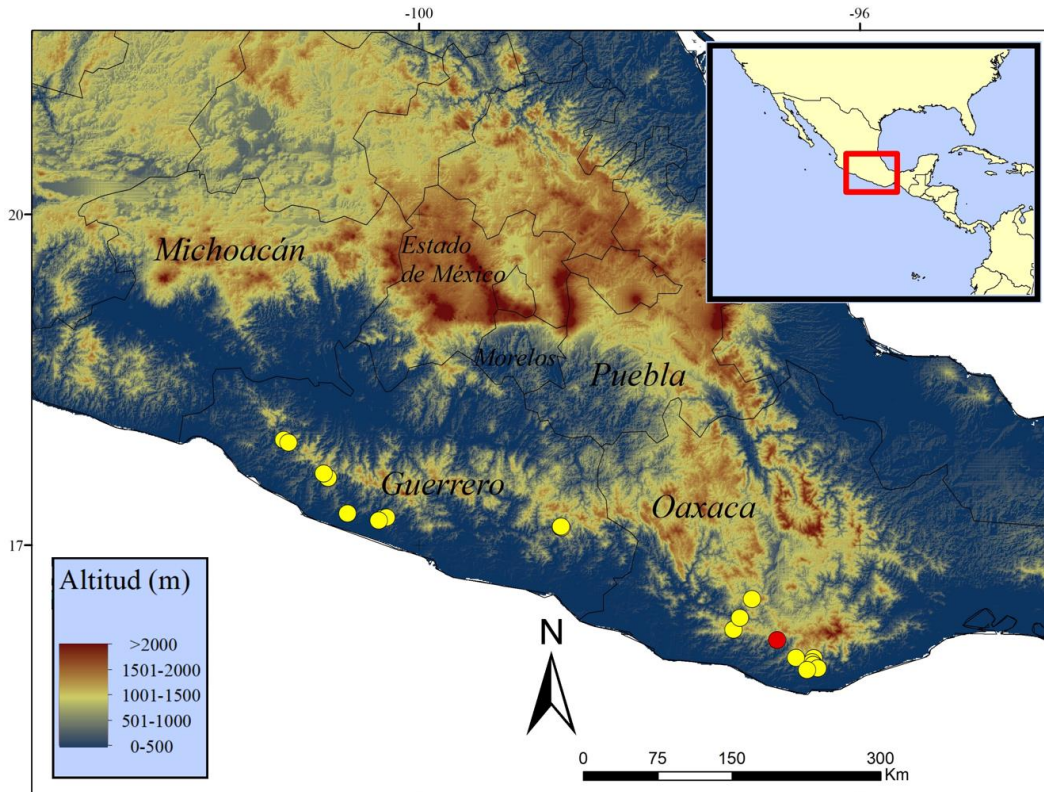 -100
-96
20
Michoacán
Estado
de México
Morelos
Puebla
Guerrero
Oaxaca
17
Altitud (m)
>2000
1501-2000
1001-1500
501-1000
0-500
N
0 75 150 300
Km